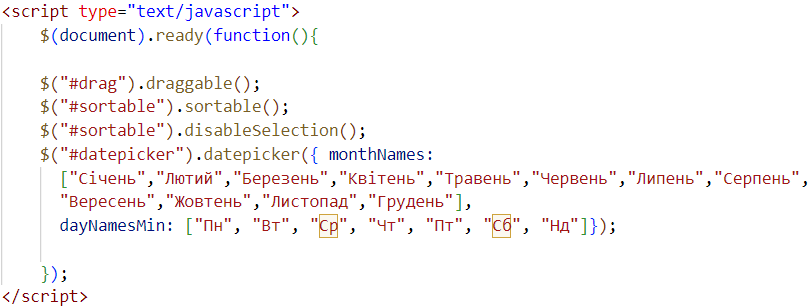 <script type="text/javascript">
$(document).ready(function(){
$("#drag").draggable();
$("#sortable").sortable();
$("#sortable").disableSelection();
$("#datepicker").datepicker({ monthNames:
["Січень","Лютий","Березень","Квітень","Травень","Червень","Липень","Серпень",
"Вересень","Жовтень","Листопад","Грудень"],
dayNamesMin: ["Пн", "Вт", "Ср", "Чт", "Пт", "Сб", "Нд"]});
});
</script>